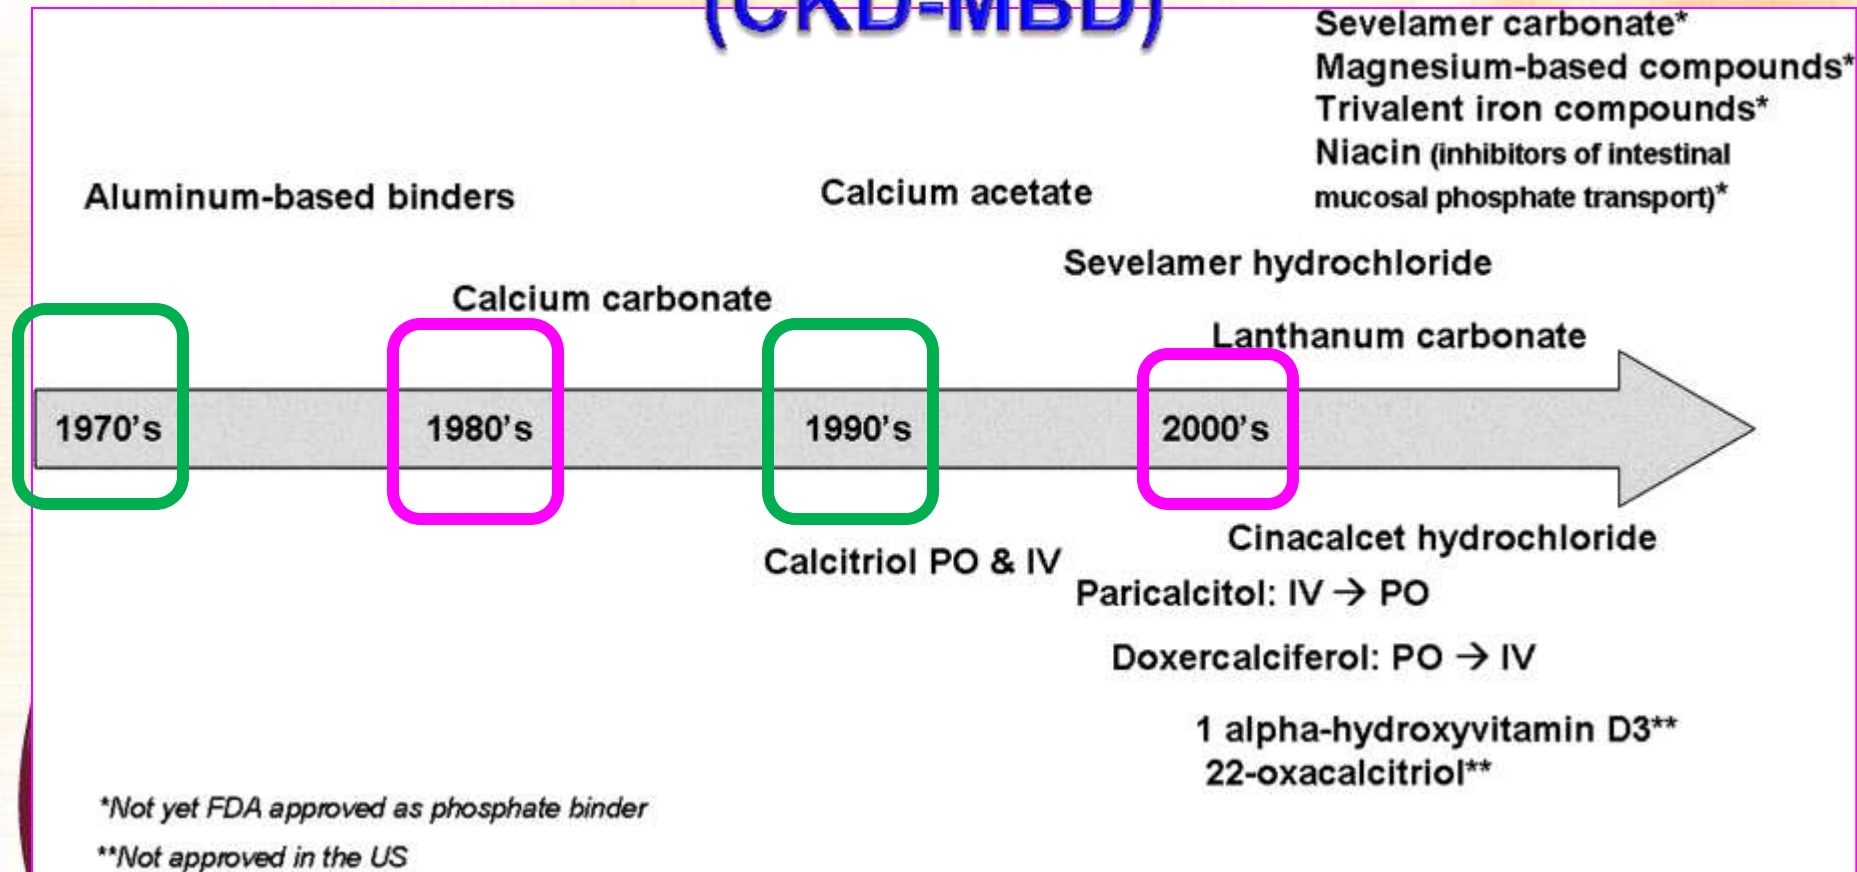 (CKD-MBD)
Sevelamer carbonate*
Magnesium-based compounds*
Trivalent iron compounds*
Niacin (inhibitors of intestinal
mucosal phosphate transport)*
Aluminum-based binders
Calcium acetate
Sevelamer hydrochloride
Calcium carbonate
Lanthanum carbonate
1970's
1980's
1990's
2000's
Cinacalcet hydrochloride
Calcitriol PO & IV
Paricalcitol: IV → PO
Doxercalciferol: PO → IV
1 alpha-hydroxyvitamin D3**
22-oxacalcitriol**
*Not yet FDA approved as phosphate binder
**Not approved in the US